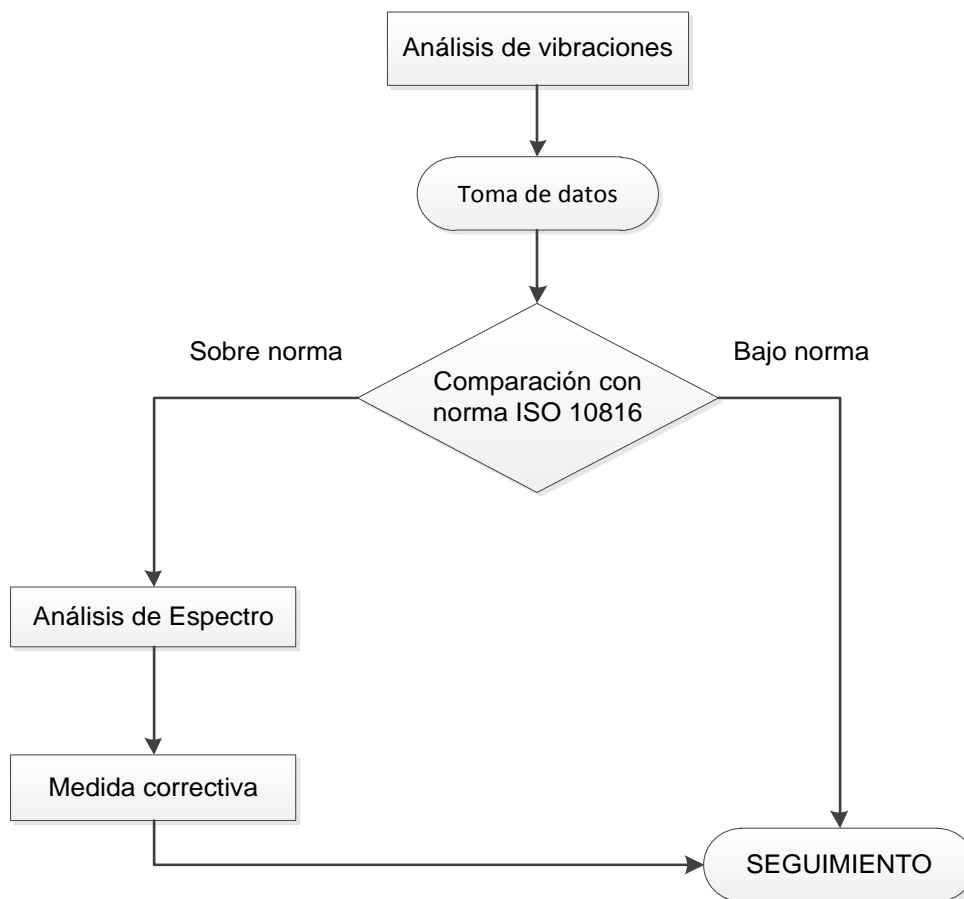 Análisis de vibraciones
Toma de datos
Sobre norma
Bajo norma
Comparación con
norma ISO 10816
Análisis de Espectro
Medida correctiva
SEGUIMIENTO